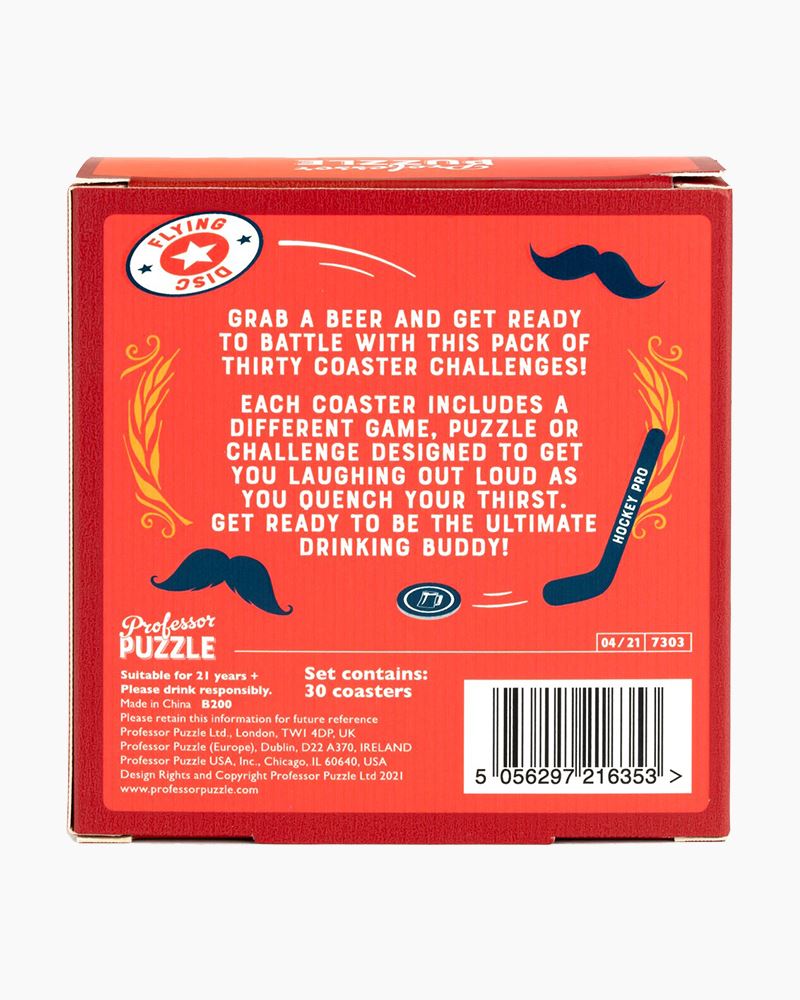 Professor
PUZZLE
FLYING
DISC
GRAB A BEER AND GET READY
TO BATTLE WITH THIS PACK OF
THIRTY COASTER CHALLENGES!
EACH COASTER INCLUDES A
DIFFERENT GAME, PUZZLE OR
CHALLENGE DESIGNED TO GET
YOU LAUGHING OUT LOUD AS
YOU QUENCH YOUR THIRST.
GET READY TO BE THE ULTIMATE
DRINKING BUDDY!
HOCKEY PRO
Professor
PUZZLE
04/21 7303
Suitable for 21 years +
Please drink responsibly.
Made in China B200
Please retain this information for future reference
Professor Puzzle Ltd., London, TW1 4DP, UK
Professor Puzzle (Europe), Dublin, D22 A370, IRELAND
Professor Puzzle USA, Inc., Chicago, IL 60640, USA
Design Rights and Copyright Professor Puzzle Ltd 2021
www.professorpuzzle.com
Set contains:
30 coasters
5 056297 216353 >